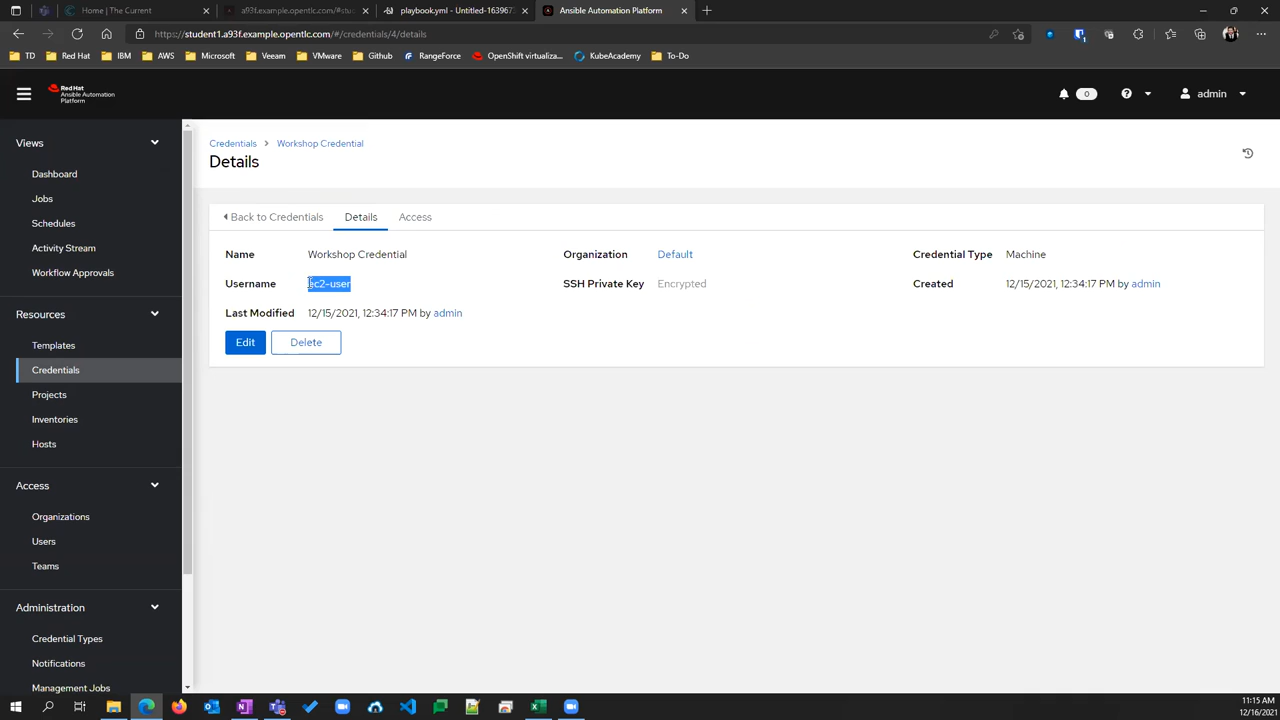 Home | The Current
a93f.example.opentlc.com/#stu
playbook.yml - Untitled-163967
Ansible Automation Platform
https://student1.a93f.example.opentlc.com/#/credentials/4/details
TD
Red Hat
IBM
AWS
Microsoft
Veeam
VMware
Github
RangeForce
OpenShift virtualiza...
KubeAcademy
To-Do
Red Hat
Ansible Automation
Platform
0
admin
Views
Dashboard
Jobs
Schedules
Activity Stream
Workflow Approvals
Resources
Templates
Credentials
Projects
Inventories
Hosts
Access
Organizations
Users
Teams
Administration
Credential Types
Notifications
Management Jobs
Credentials > Workshop Credential
Details
Back to Credentials
Details
Access
Name Workshop Credential
Organization Default
Credential Type Machine
Username ec2-user
SSH Private Key Encrypted
Created 12/15/2021, 12:34:17 PM by admin
Last Modified 12/15/2021, 12:34:17 PM by admin
Edit
Delete
11:15 AM
12/16/2021